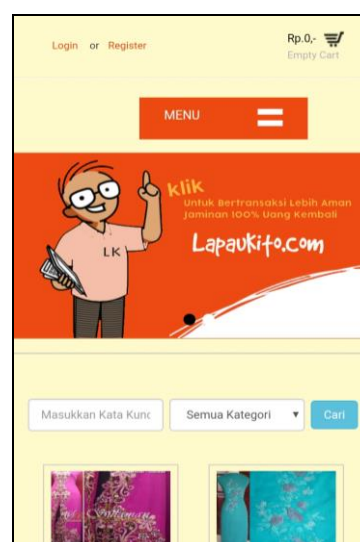 Login or Register
Rp.0,-
Empty Cart
MENU
klik
Untuk Bertransaksi Lebih Aman
Jaminan 100% Uang Kembali
Lapaukito.com
LK
Masukkan Kata Kunc
Semua Kategori
Cari